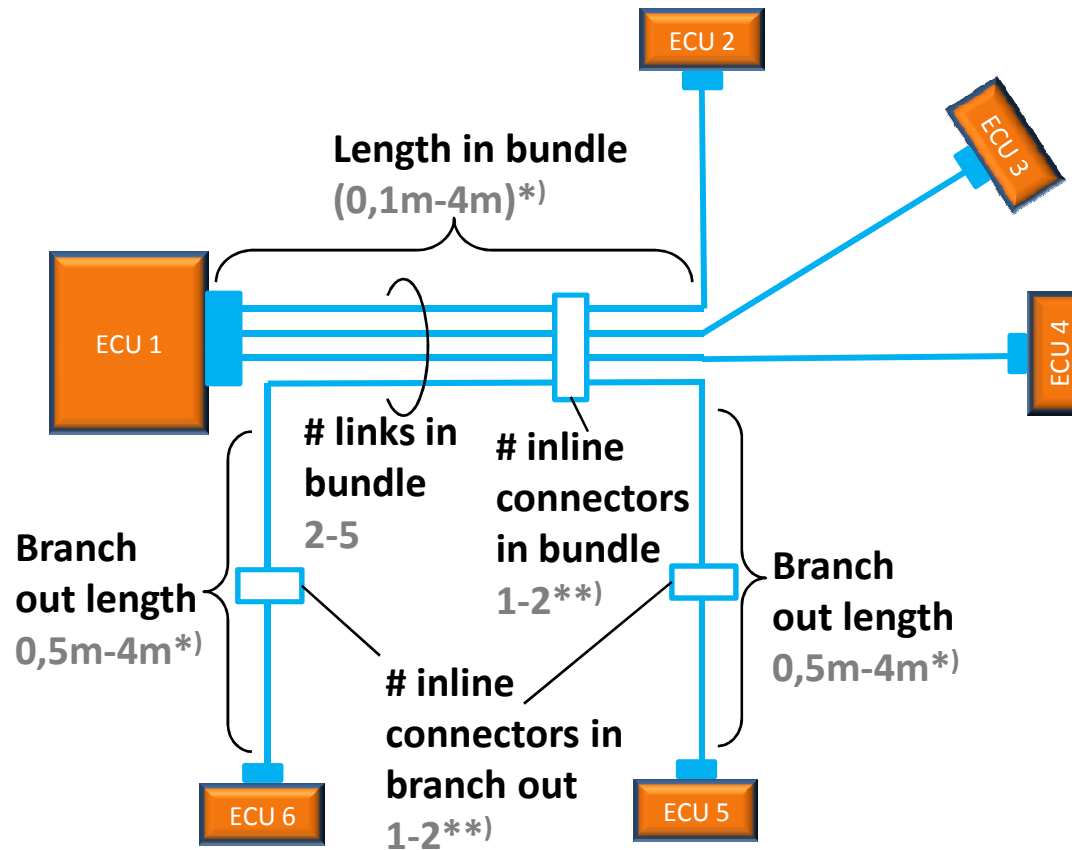 ECU 2
ECU 3
Length in bundle
(0,1m-4m)*)
ECU 1
ECU 4
# links in
bundle
2-5
# inline
connectors
in bundle
1-2**)
Branch
out length
0,5m-4m*)
Branch
out length
0,5m-4m*)
# inline
connectors in
branch out
1-2**)
ECU 6
ECU 5